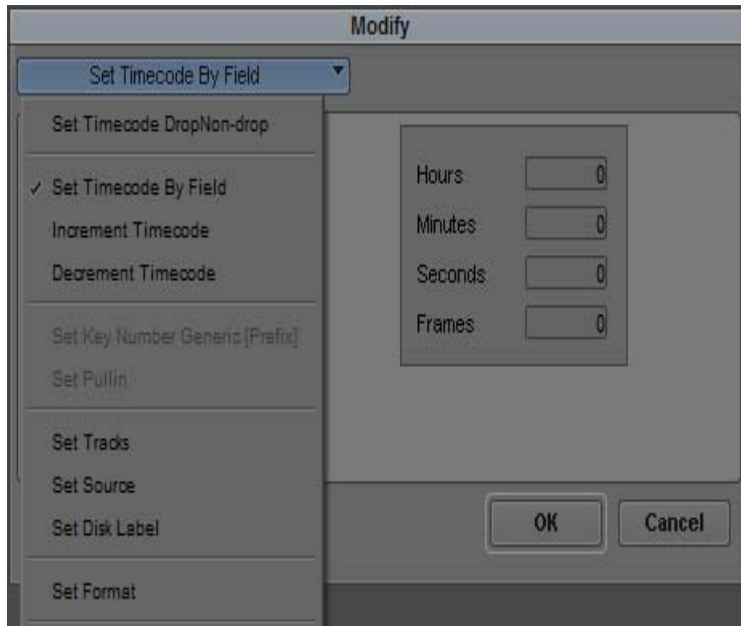 Modify
Set Timecode By Field
Set Timecode DropNon-drop
✓ Set Timecode By Field
Increment Timecode
Decrement Timecode
Set Key Number Generic [Prefix]
Set Pullin
Set Tracks
Set Source
Set Disk Label
Set Format
Hours 0
Minutes 0
Seconds 0
Frames 0
OK Cancel